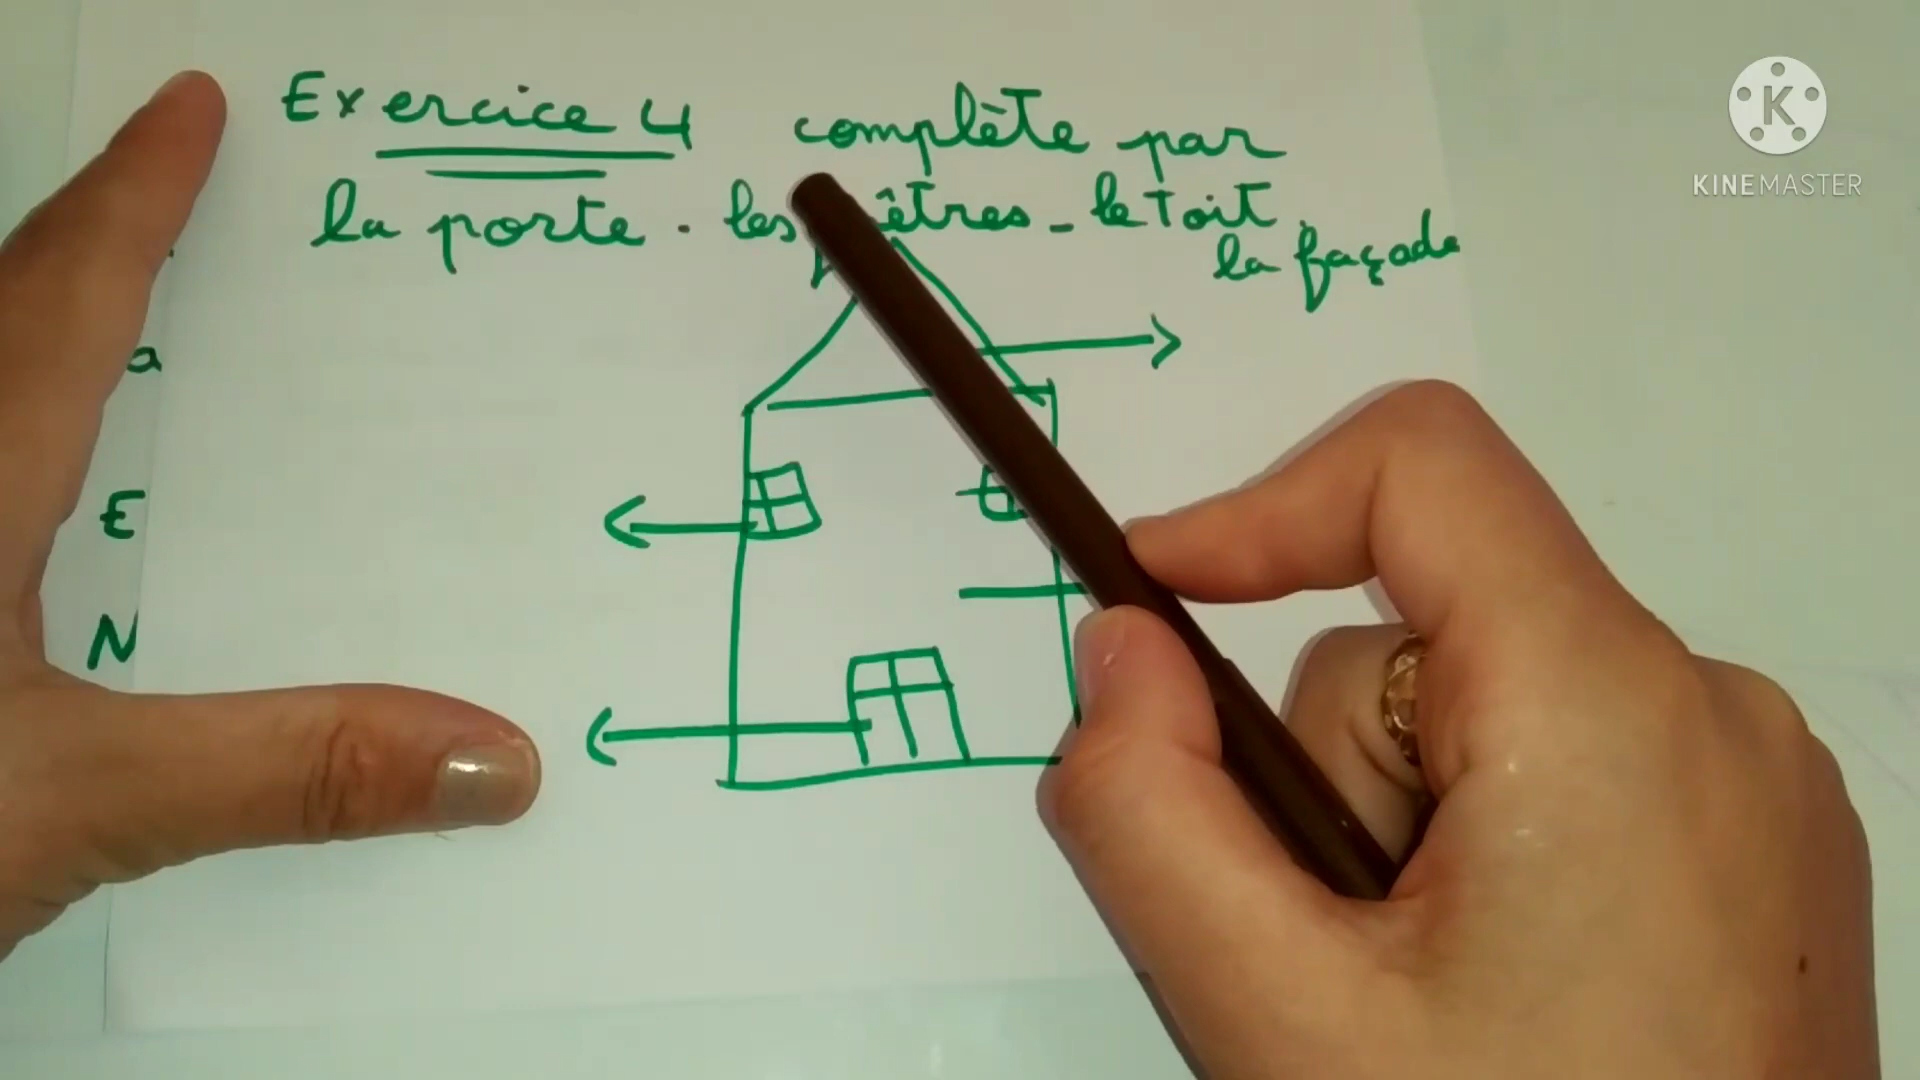 Exercice 4 complète par
la porte . les - le toit .
la façade
a
E
N
K
KINEMASTER